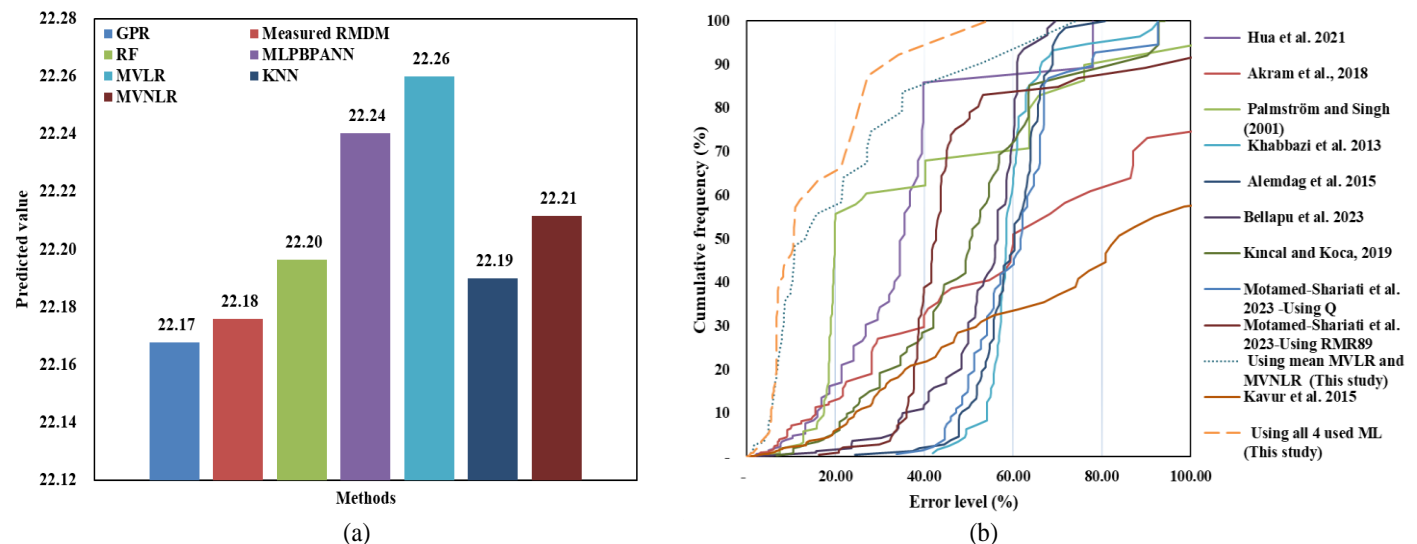 (a)
22.28
22.26
22.24
22.22
22.20
22.18
22.16
22.14
22.12
Predicted value
GPR
Measured RMDM
RF
MLPBPANN
MVLR
KNN
MVNLR
22.17
22.18
22.20
22.24
22.26
22.19
22.21
Methods
(a)
(b)
100
90
80
70
60
50
40
30
20
10
-
Cumulative frequency (%)
-
20.00
40.00
60.00
80.00
100.00
Error level (%)
Hua et al. 2021
Akram et al., 2018
Palmström and Singh
(2001)
Khabbazi et al. 2013
Alemdag et al. 2015
Bellapu et al. 2023
Kıncal and Koca, 2019
Motamed-Shariati et al.
2023 -Using Q
Motamed-Shariati et al.
2023-Using RMR89
Using mean MVLR and
MVNLR (This study)
Kavur et al. 2015
Using all 4 used ML
(This study)
(b)